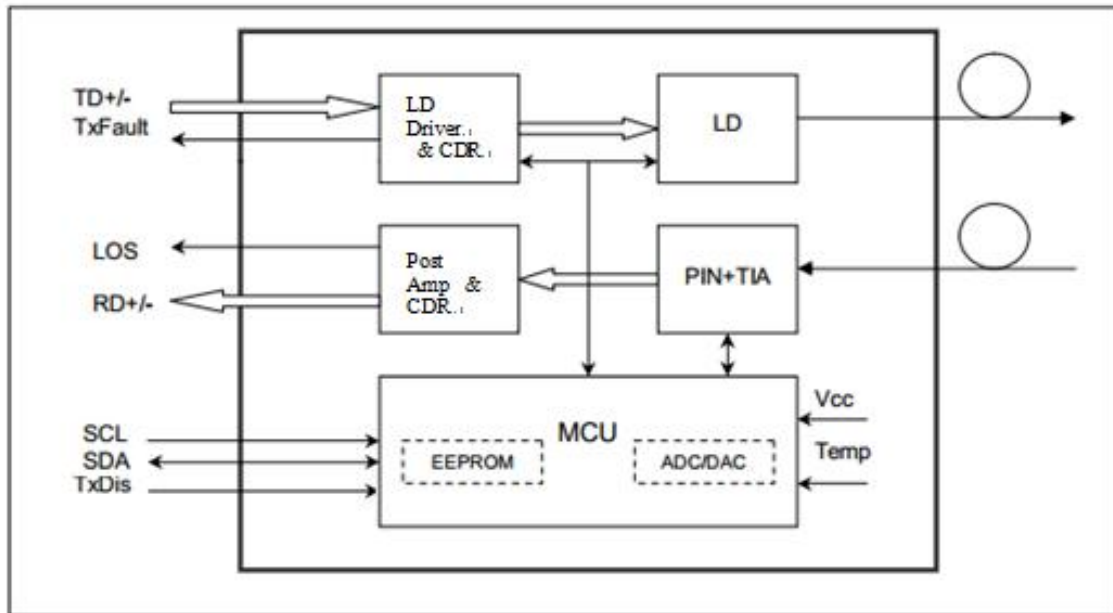 TD+/-
TxFault
LD
Driver
& CDR
LD
LOS
RD+/-
Post
Amp &
CDR
PIN+TIA
SCL
SDA
TxDis
MCU
EEPROM
ADC/DAC
Vcc
Temp